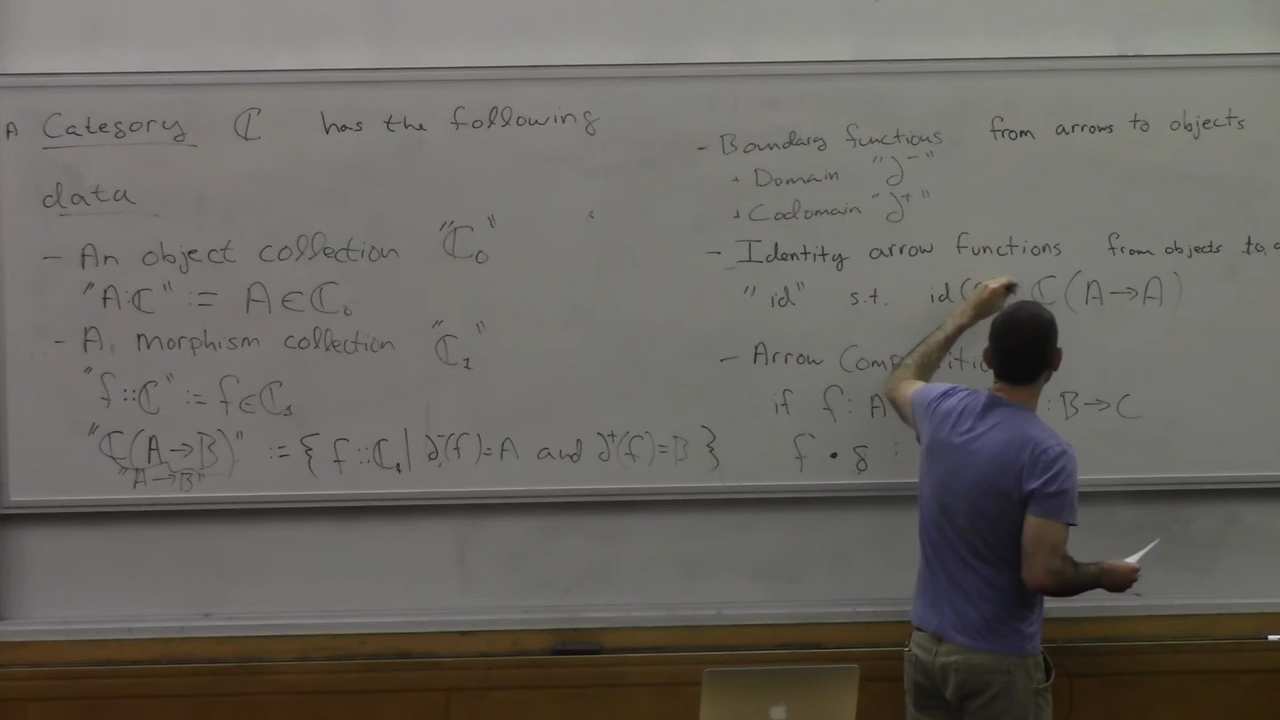 A Category ℂ has the following
data
- An object collection "ℂ₀"
"A:ℂ" := A∈ℂ₀
- A morphism collection "ℂ₁"
"f::ℂ" := f∈ℂ₁
"ℂ(A→B)" := { f::ℂ₁ | ∂⁻(f)=A and ∂⁺(f)=B }
"A→B"
- Boundary functions from arrows to objects
+ Domain "∂⁻"
+ Codomain "∂⁺"
- Identity arrow functions from objects to
"id" s.t. id( ℂ(A→A)
- Arrow Comp
if f: A :B→C
f • g :